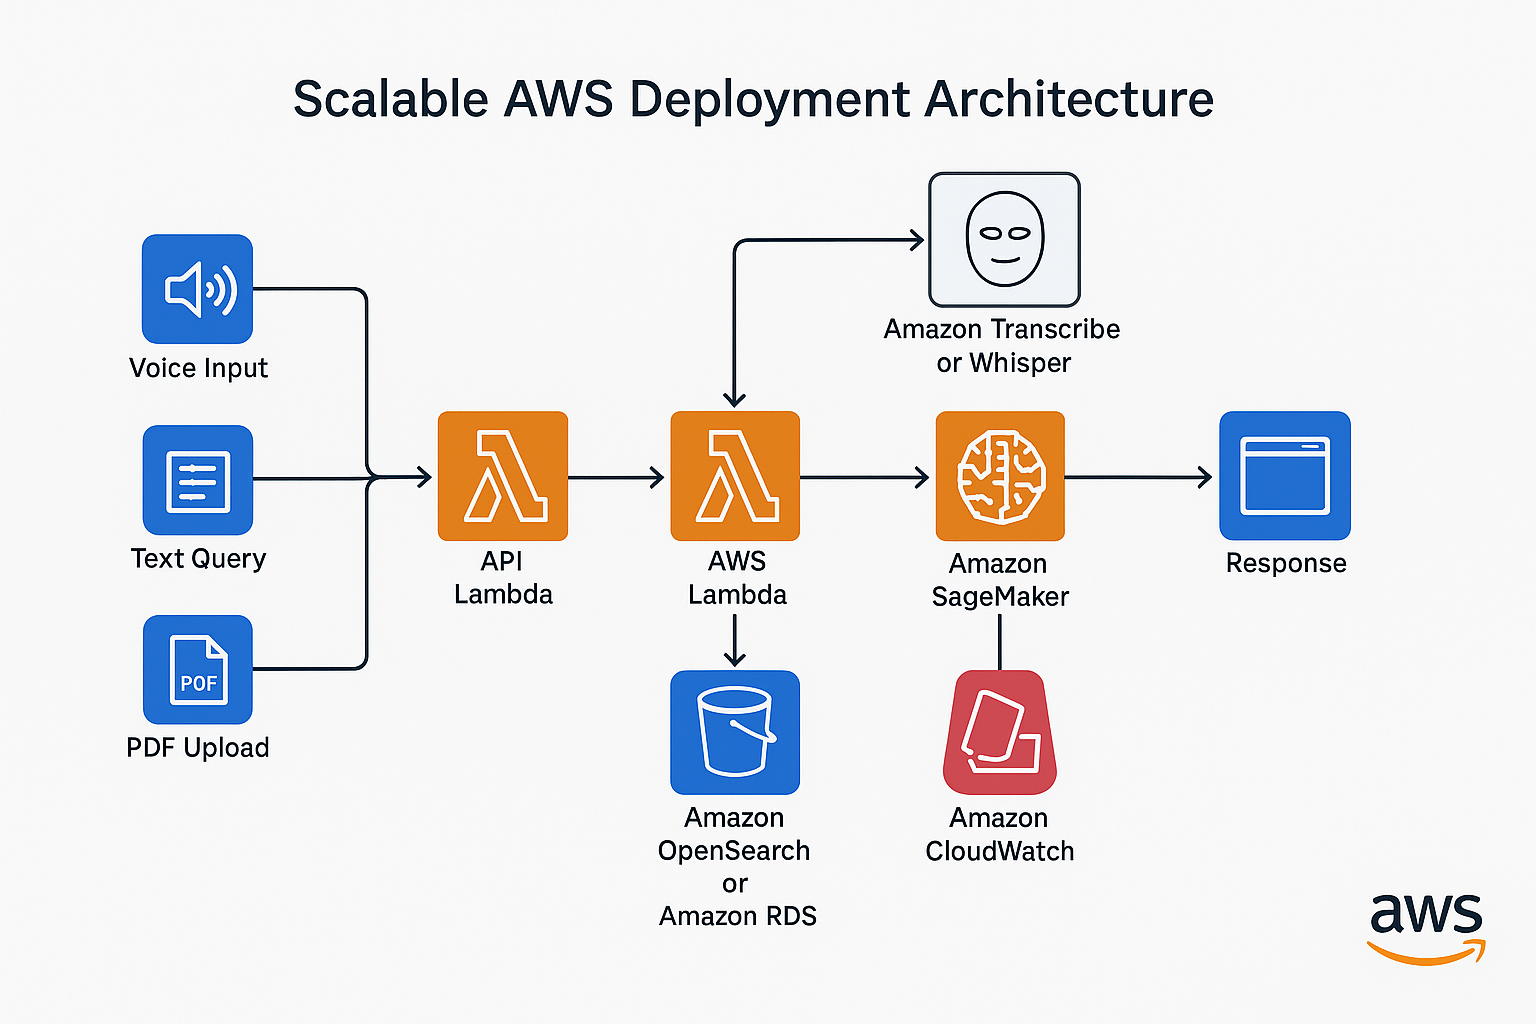 Scalable AWS Deployment Architecture
Voice Input
Text Query
POF
PDF Upload
API
Lambda
AWS
Lambda
Amazon Transcribe
or Whisper
Amazon
SageMaker
Response
Amazon
OpenSearch
or
Amazon RDS
Amazon
CloudWatch
aws